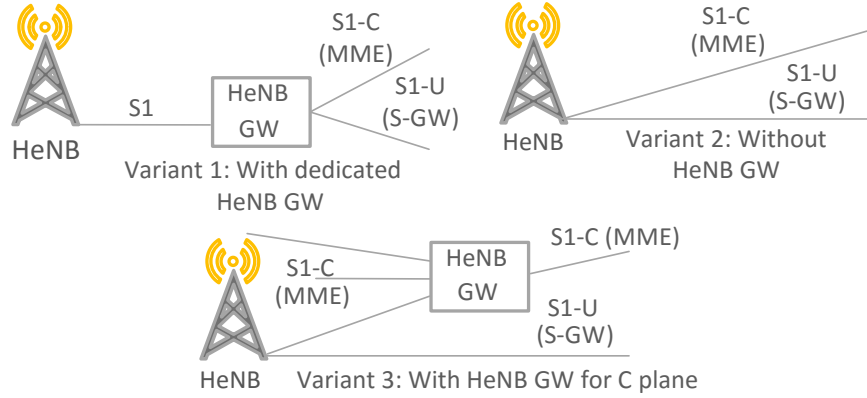 S1-C
(MME)
S1-U
(S-GW)
S1
HeNB
GW
HeNB
Variant 1: With dedicated
HeNB GW
S1-C
(MME)
S1-U
(S-GW)
HeNB
Variant 2: Without
HeNB GW
S1-C
(MME)
HeNB
GW
S1-C (MME)
S1-U
(S-GW)
HeNB
Variant 3: With HeNB GW for C plane